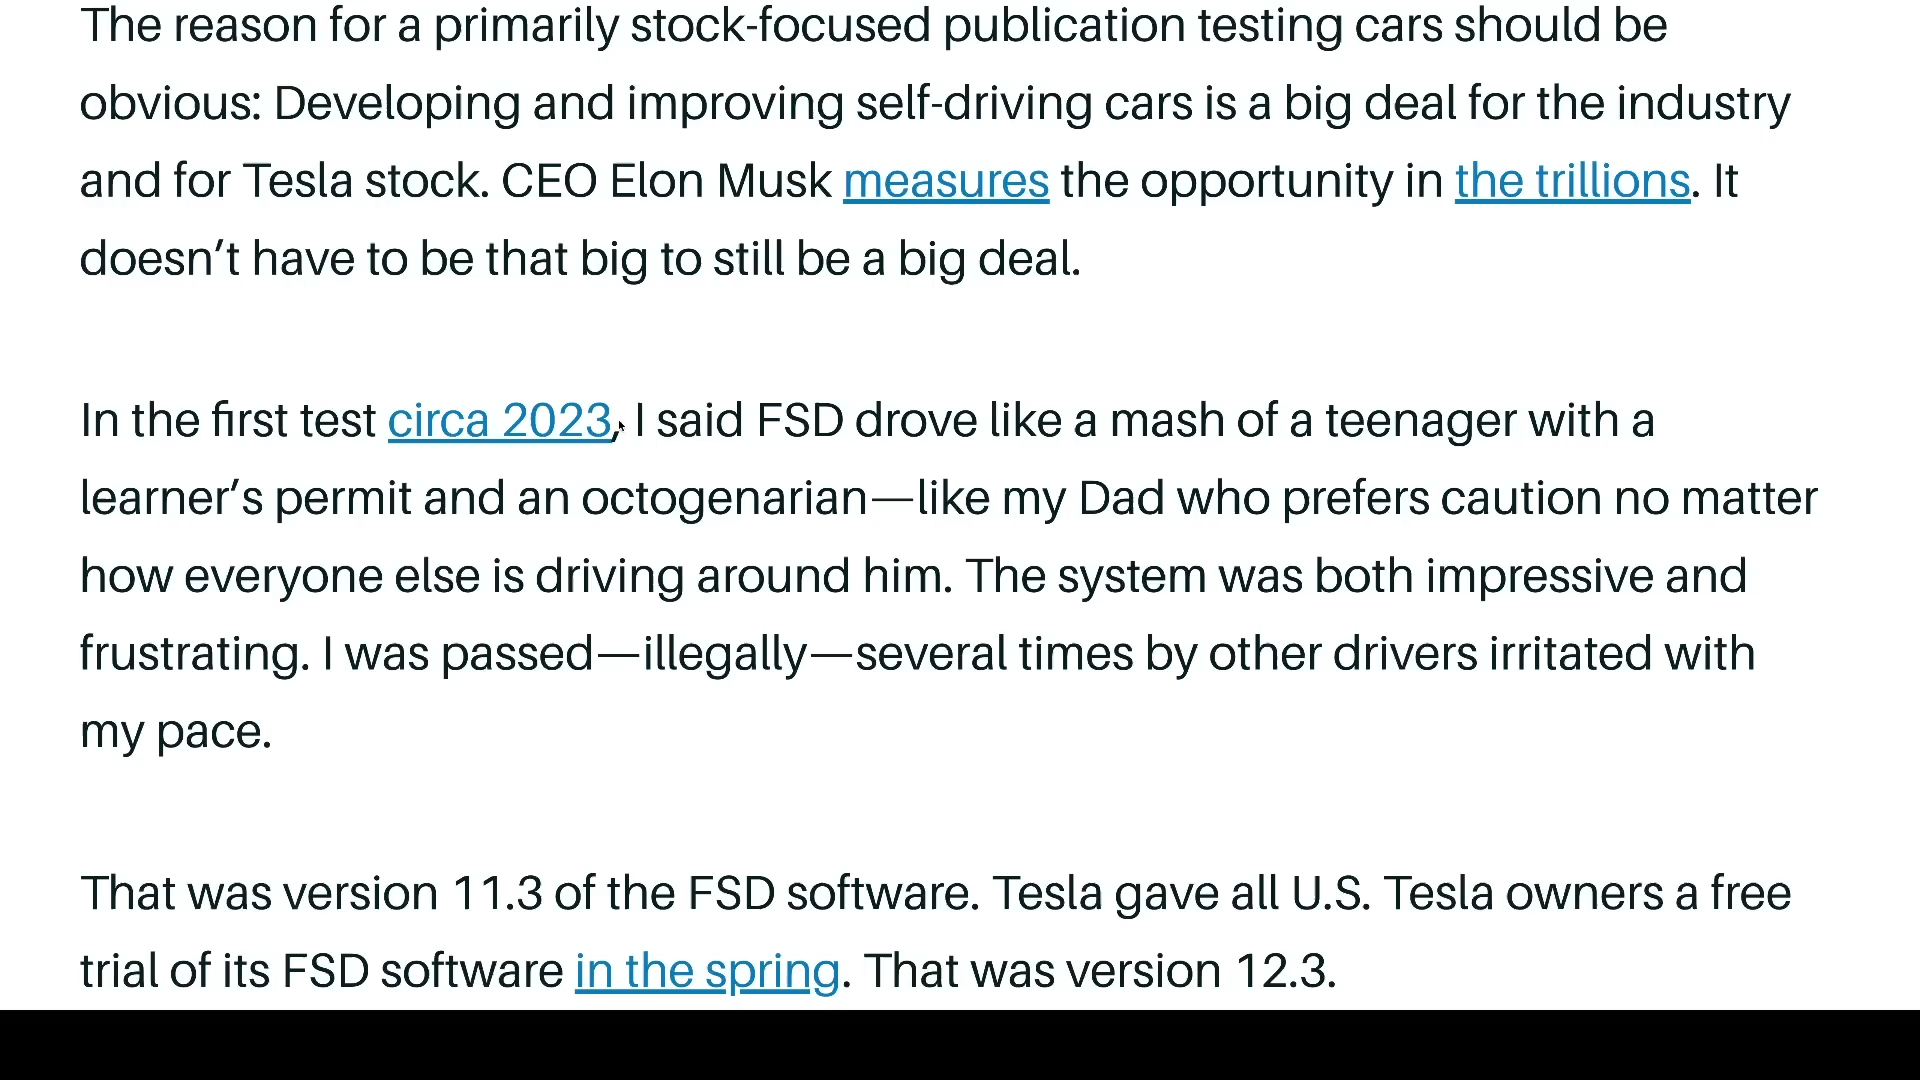 The reason for a primarily stock-focused publication testing cars should be
obvious: Developing and improving self-driving cars is a big deal for the industry
and for Tesla stock. CEO Elon Musk measures the opportunity in the trillions. It
doesn’t have to be that big to still be a big deal.
In the first test circa 2023, I said FSD drove like a mash of a teenager with a
learner’s permit and an octogenarian—like my Dad who prefers caution no matter
how everyone else is driving around him. The system was both impressive and
frustrating. I was passed—illegally—several times by other drivers irritated with
my pace.
That was version 11.3 of the FSD software. Tesla gave all U.S. Tesla owners a free
trial of its FSD software in the spring. That was version 12.3.